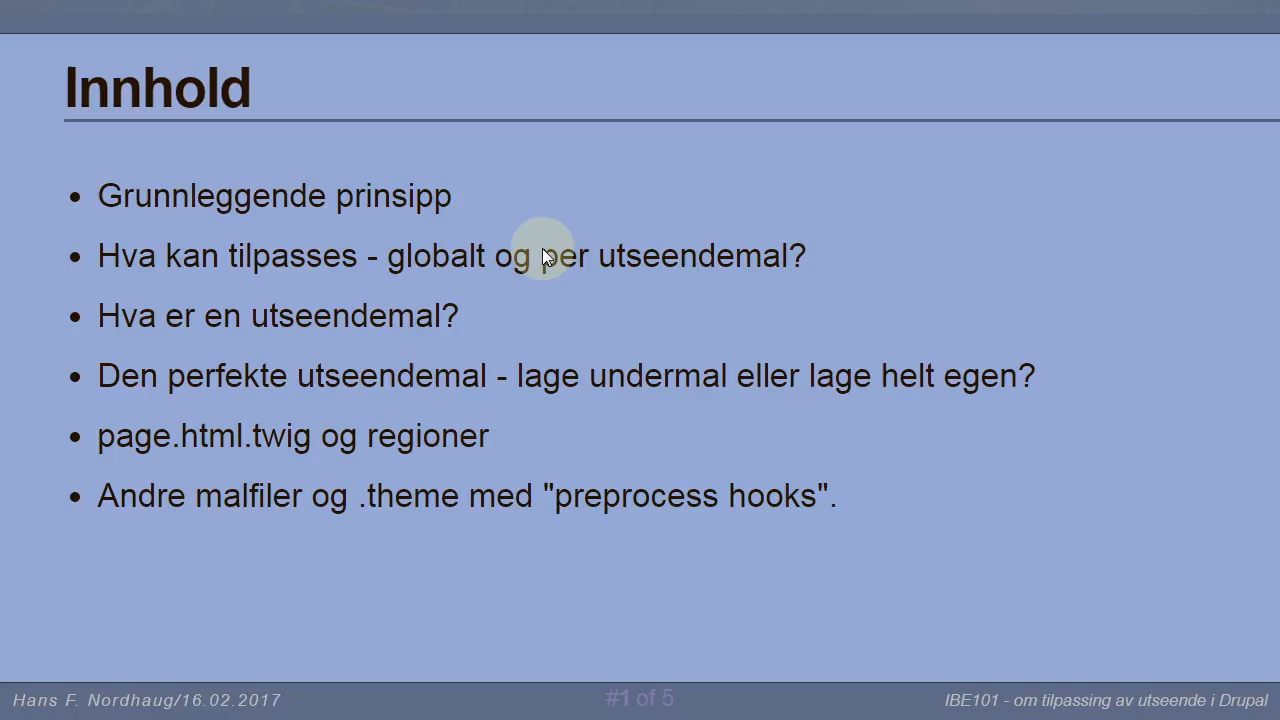 Innhold
Grunnleggende prinsipp
Hva kan tilpasses - globalt og per utseendemal?
Hva er en utseendemal?
Den perfekte utseendemal - lage undermal eller lage helt egen?
page.html.twig og regioner
Andre malfiler og .theme med "preprocess hooks".
Hans F. Nordhaug/16.02.2017
#1 of 5
IBE101 - om tilpassing av utseende i Drupal